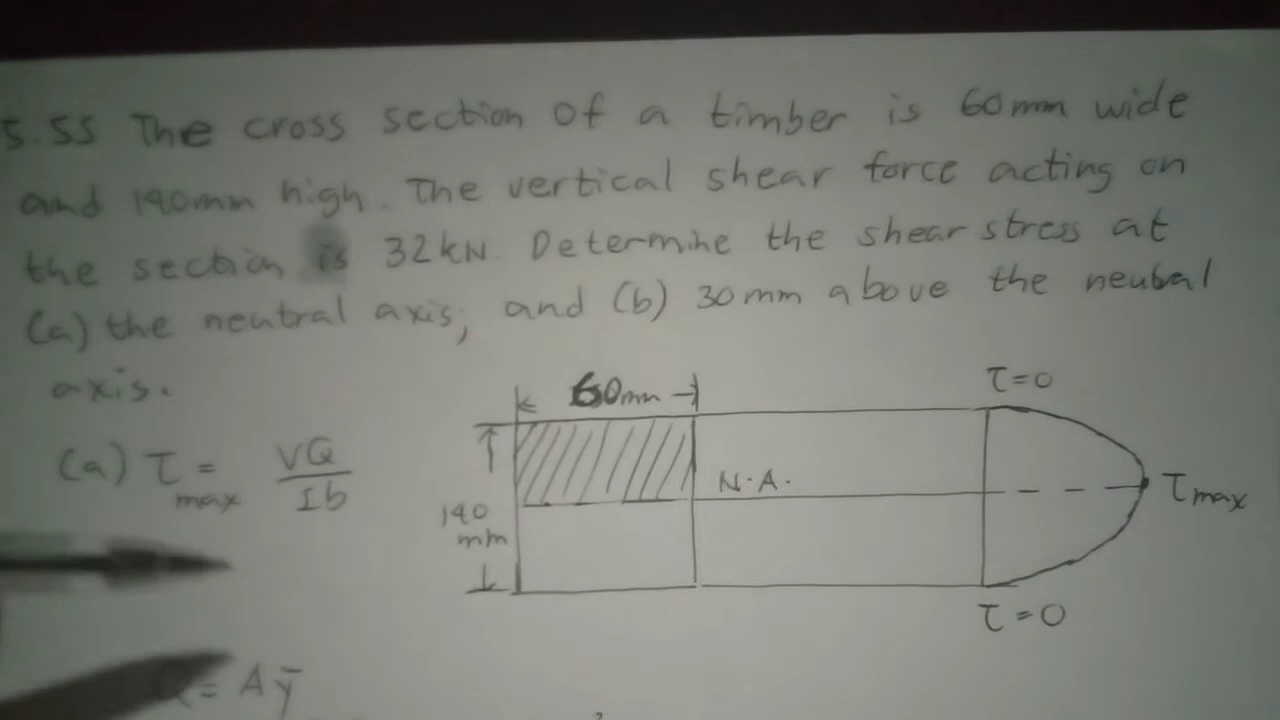 5.55 The cross section of a timber is 60mm wide
and 140mm high. The vertical shear force acting on
the section is 32kN. Determine the shear stress at
(a) the neutral axis; and (b) 30mm above the neutral
axis.
60mm
τ=0
(a) τmax = VQ/Ib
N.A.
τmax
140
mm
τ=0
= Aȳ